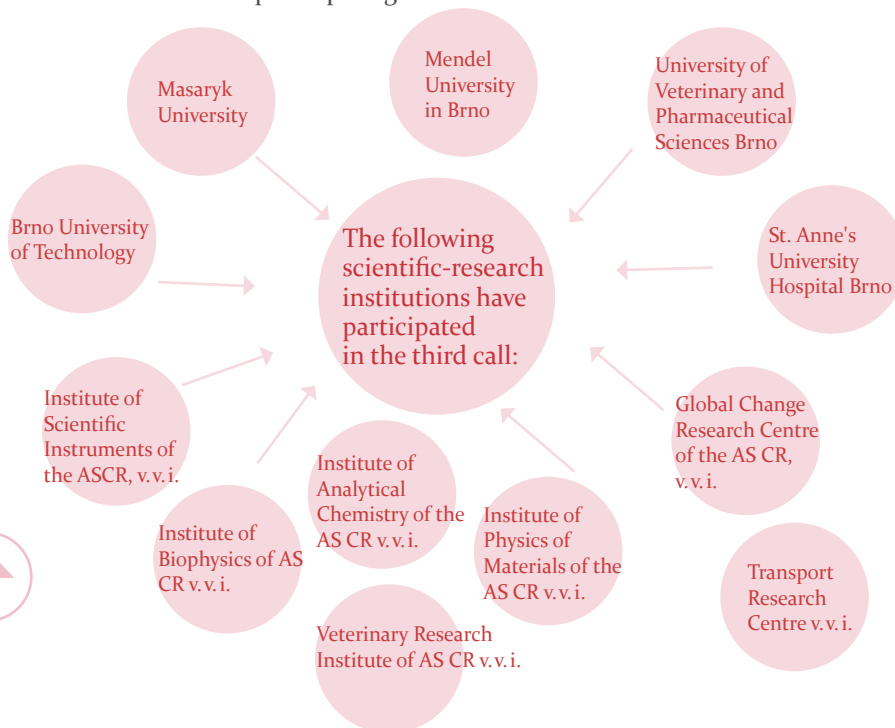 Masaryk
University
Mendel
University
in Brno
University of
Veterinary and
Pharmaceutical
Sciences Brno
Brno University
of Technology
The following
scientific-research
institutions have
participated
in the third call:
St. Anne's
University
Hospital Brno
Institute of
Scientific
Instruments of
the ASCR, v. v. i.
Global Change
Research Centre
of the AS CR,
v. v. i.
Institute of
Biophysics of AS
CR v. v. i.
Institute of
Analytical
Chemistry of the
AS CR v. v. i.
Institute of
Physics of
Materials of the
AS CR v. v. i.
Transport
Research
Centre v. v. i.
Veterinary Research
Institute of AS CR v. v. i.